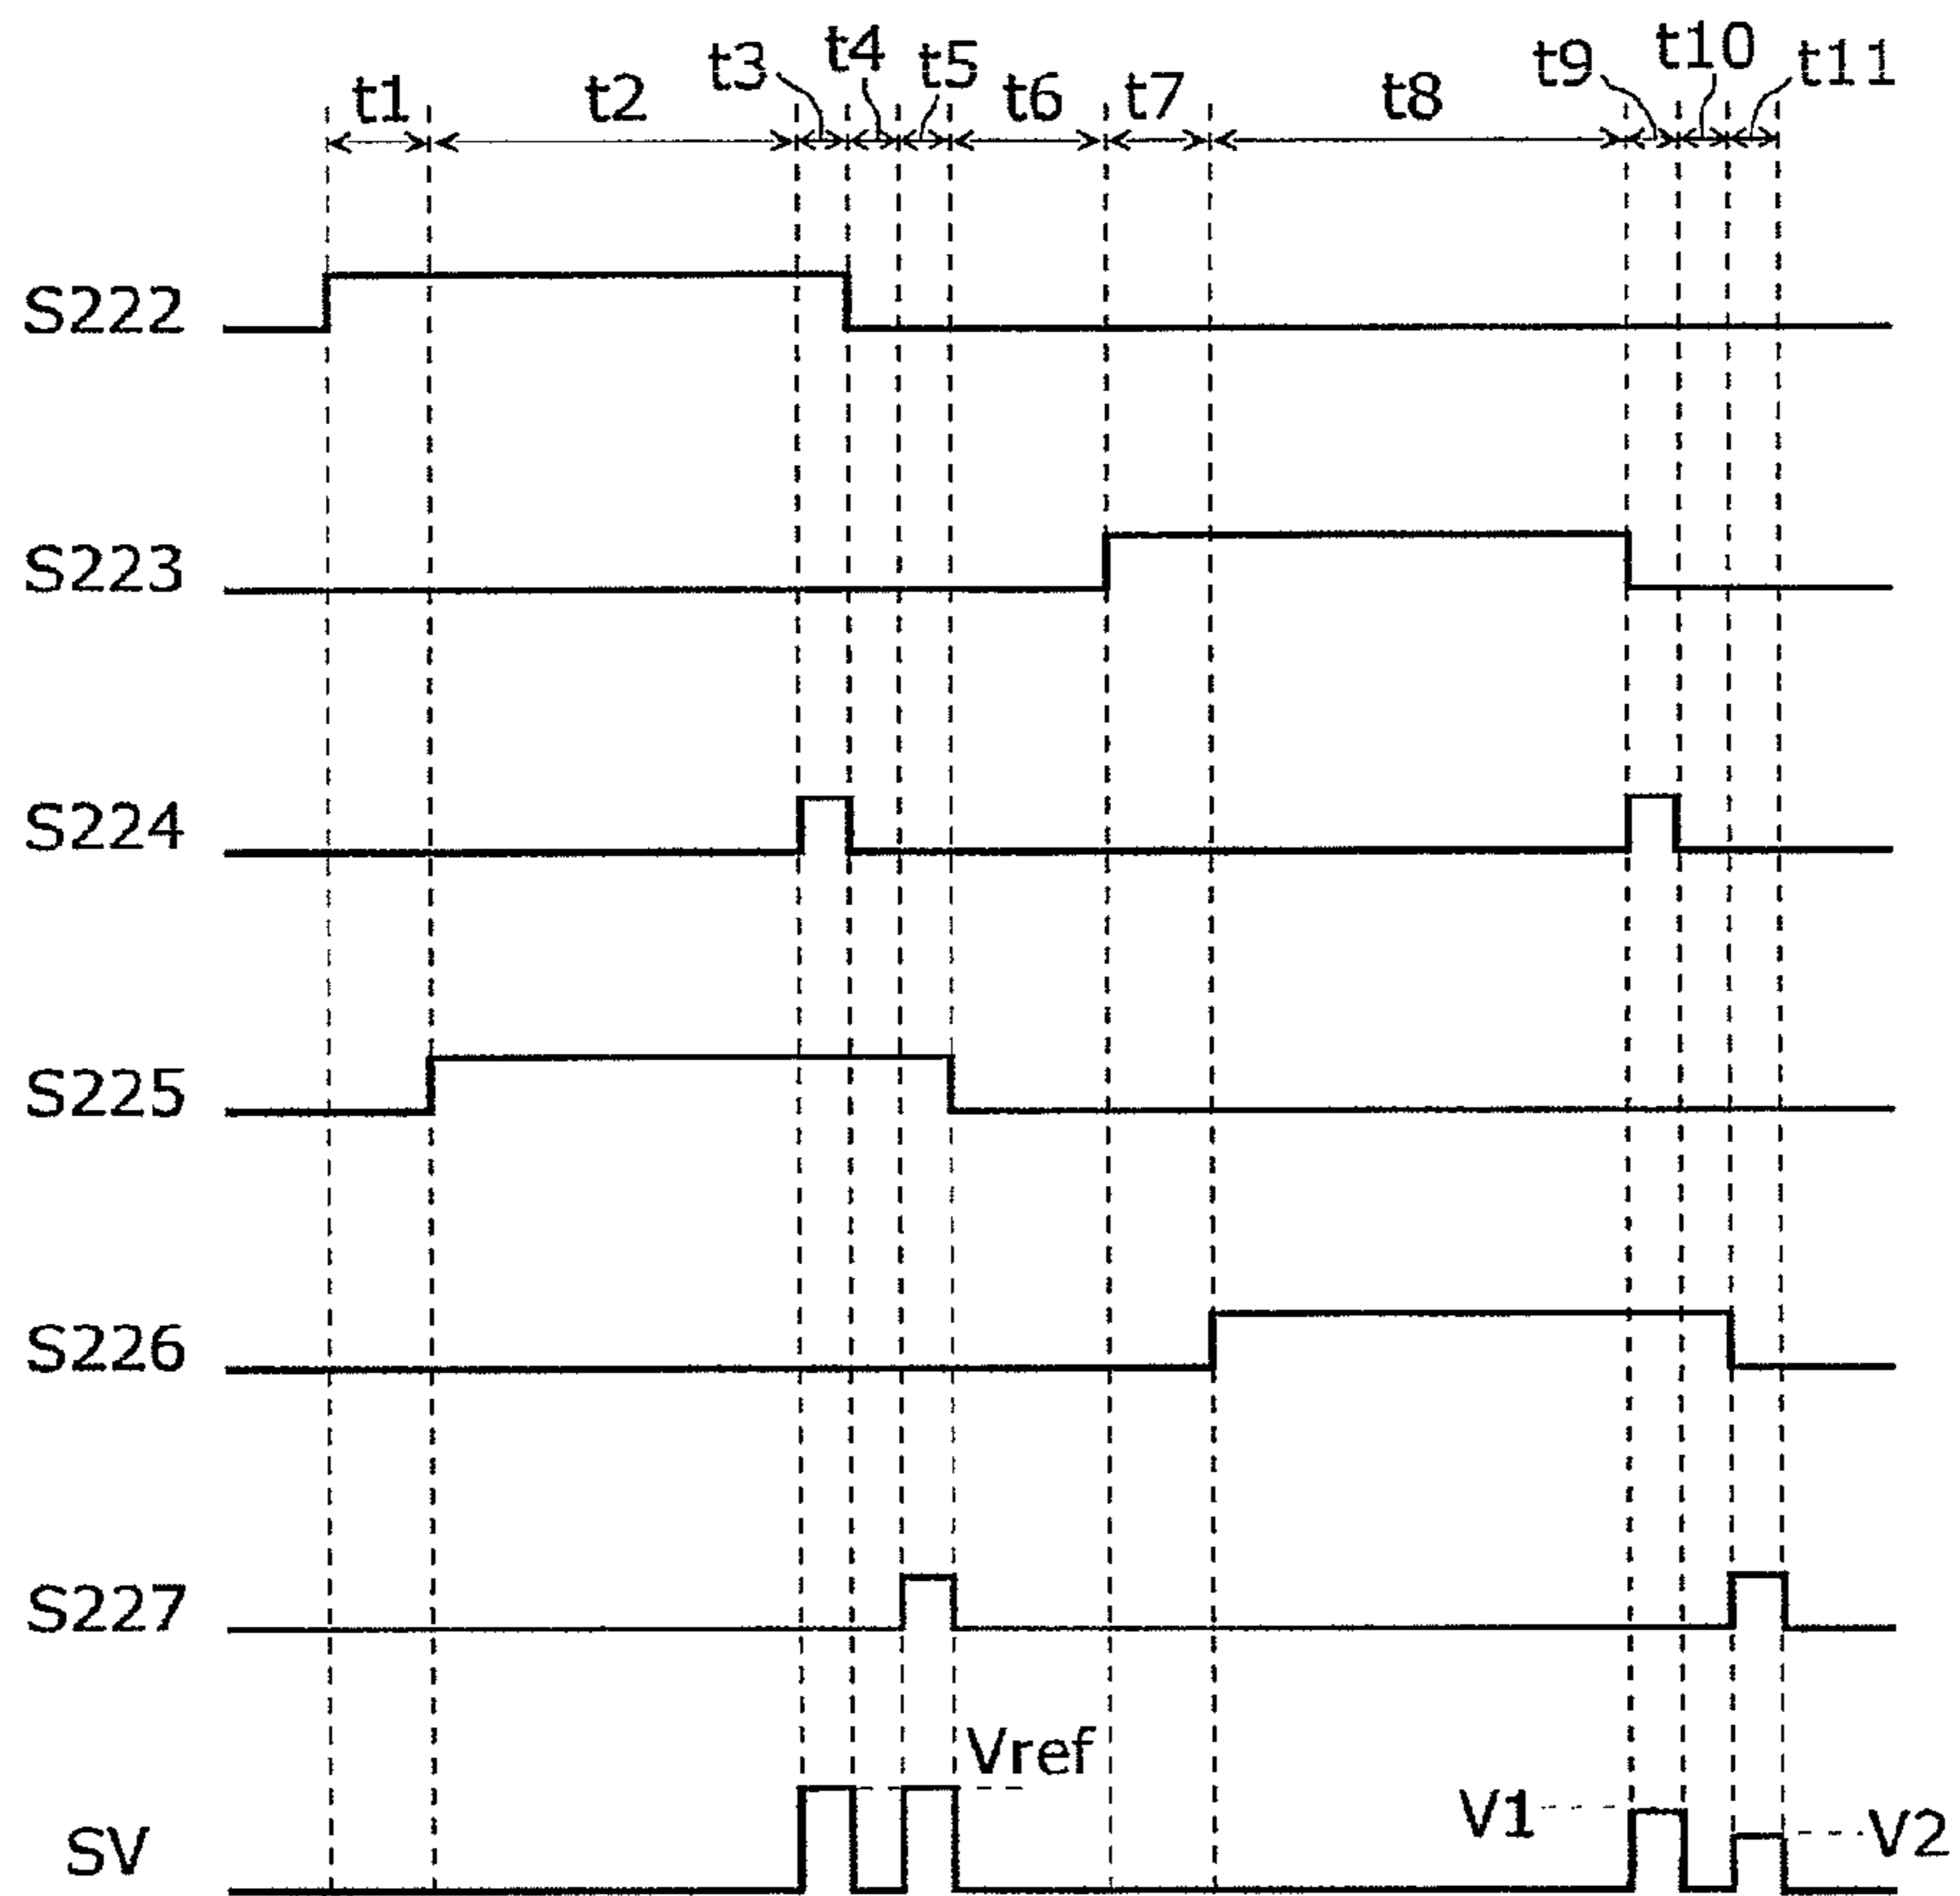 t1 t2 t3 t4 t5 t6 t7 t8 t9 t10 t11
S222
S223
S224
S225
S226
S227
Vref
V1
SV
V2